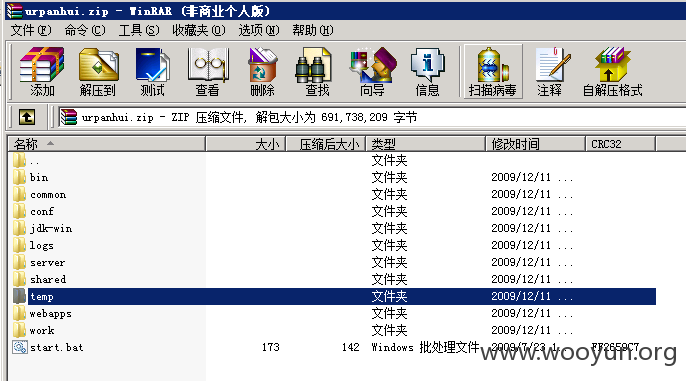 urpanhui.zip - WinRAR (非商业个人版)
文件(F) 命令(C) 工具(S) 收藏夹(O) 选项(N) 帮助(H)
添加 解压到 测试 查看 删除 查找 向导 信息 扫描病毒 注释 自解压格式
urpanhui.zip - ZIP 压缩文件, 解包大小为 691,738,209 字节
名称 大小 压缩后大小 类型 修改时间 CRC32
.. 文件夹
bin 文件夹 2009/12/11 ...
common 文件夹 2009/12/11 ...
conf 文件夹 2009/12/11 ...
jdk-win 文件夹 2009/12/11 ...
logs 文件夹 2009/12/11 ...
server 文件夹 2009/12/11 ...
shared 文件夹 2009/12/11 ...
temp 文件夹 2009/12/11 ...
webapps 文件夹 2009/12/11 ...
work 文件夹 2009/12/11 ...
start.bat 173 142 Windows 批处理文件 2009/7/23 1...
www.wooyun.org